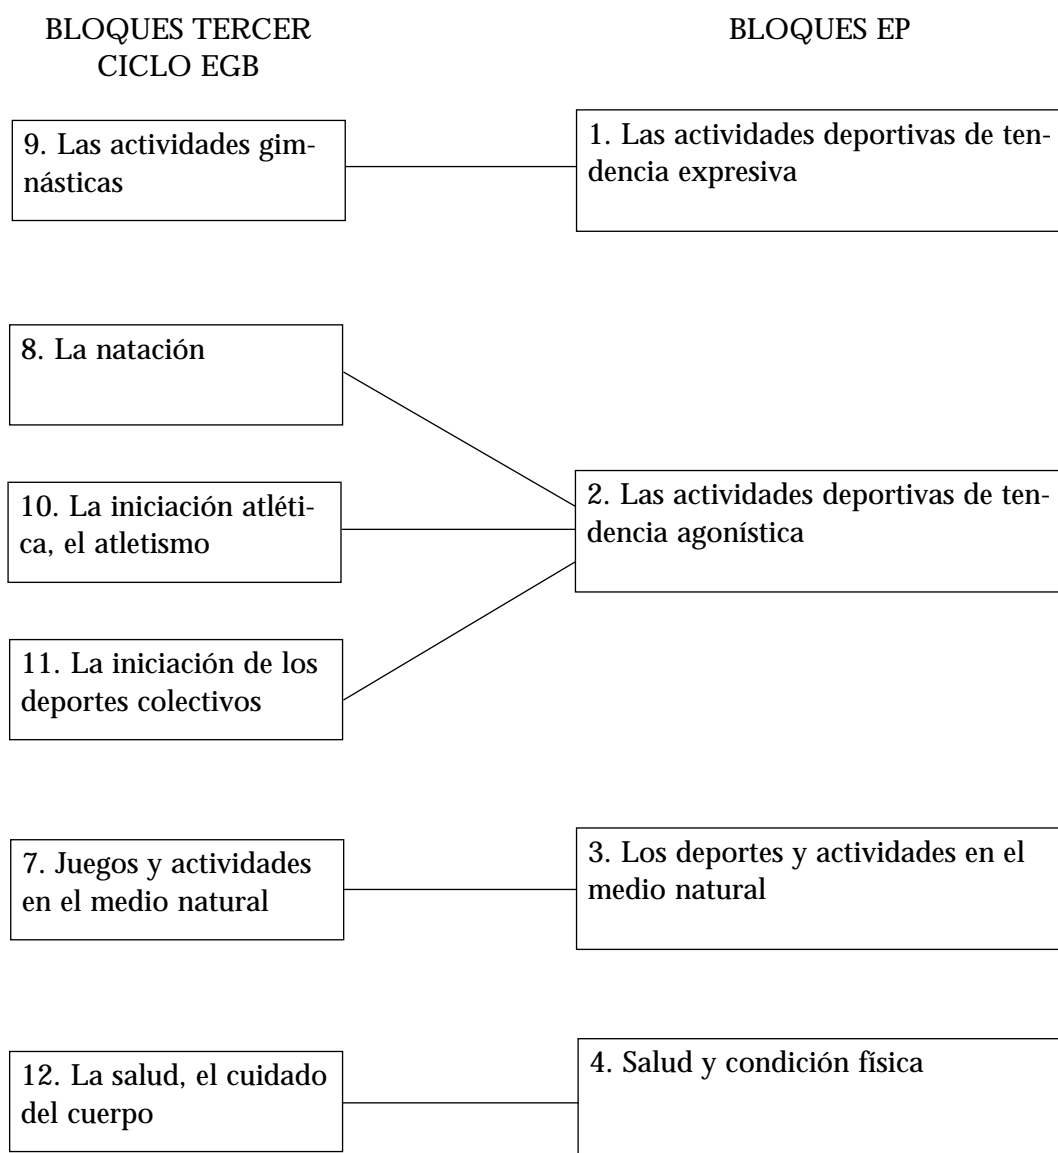 BLOQUES TERCER
CICLO EGB
BLOQUES EP
9. Las actividades gim-
násticas
1. Las actividades deportivas de ten-
dencia expresiva
8. La natación
10. La iniciación atléti-
ca, el atletismo
11. La iniciación de los
deportes colectivos
2. Las actividades deportivas de ten-
dencia agonística
7. Juegos y actividades
en el medio natural
3. Los deportes y actividades en el
medio natural
12. La salud, el cuidado
del cuerpo
4. Salud y condición física